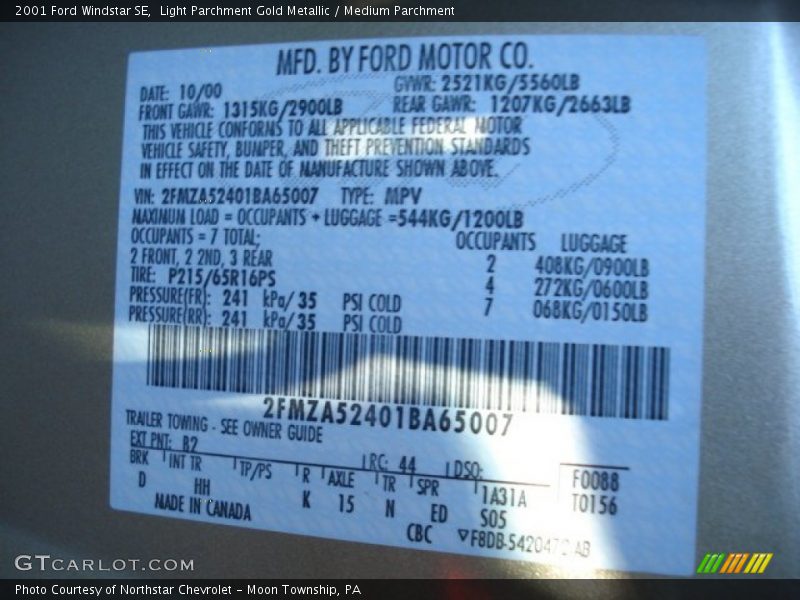 2001 Ford Windstar SE, Light Parchment Gold Metallic / Medium Parchment
MFD. BY FORD MOTOR CO.
DATE: 10/00 GVWR: 2521KG/5560LB
FRONT GAWR: 1315KG/2900LB REAR GAWR: 1207KG/2663LB
THIS VEHICLE CONFORMS TO ALL APPLICABLE FEDERAL MOTOR
VEHICLE SAFETY, BUMPER, AND THEFT PREVENTION STANDARDS
IN EFFECT ON THE DATE OF MANUFACTURE SHOWN ABOVE.
VIN: 2FMZA52401BA65007 TYPE: MPV
MAXIMUM LOAD = OCCUPANTS + LUGGAGE =544KG/1200LB
OCCUPANTS = 7 TOTAL; OCCUPANTS LUGGAGE
2 FRONT, 2 2ND, 3 REAR 2 408KG/0900LB
TIRE: P215/65R16PS 4 272KG/0600LB
PRESSURE(FR): 241 kPa/ 35 PSI COLD 7 068KG/0150LB
PRESSURE(RR): 241 kPa/ 35 PSI COLD
2FMZA52401BA65007
TRAILER TOWING - SEE OWNER GUIDE
EXT PNT: B2 RC: 44 DSO: F0088
BRK INT TR TP/PS R AXLE TR SPR 1A31A T0156
D HH K 15 N ED S05
MADE IN CANADA CBC ▽F8DB-5420472-AB
GTCARLOT.COM
Photo Courtesy of Northstar Chevrolet - Moon Township, PA